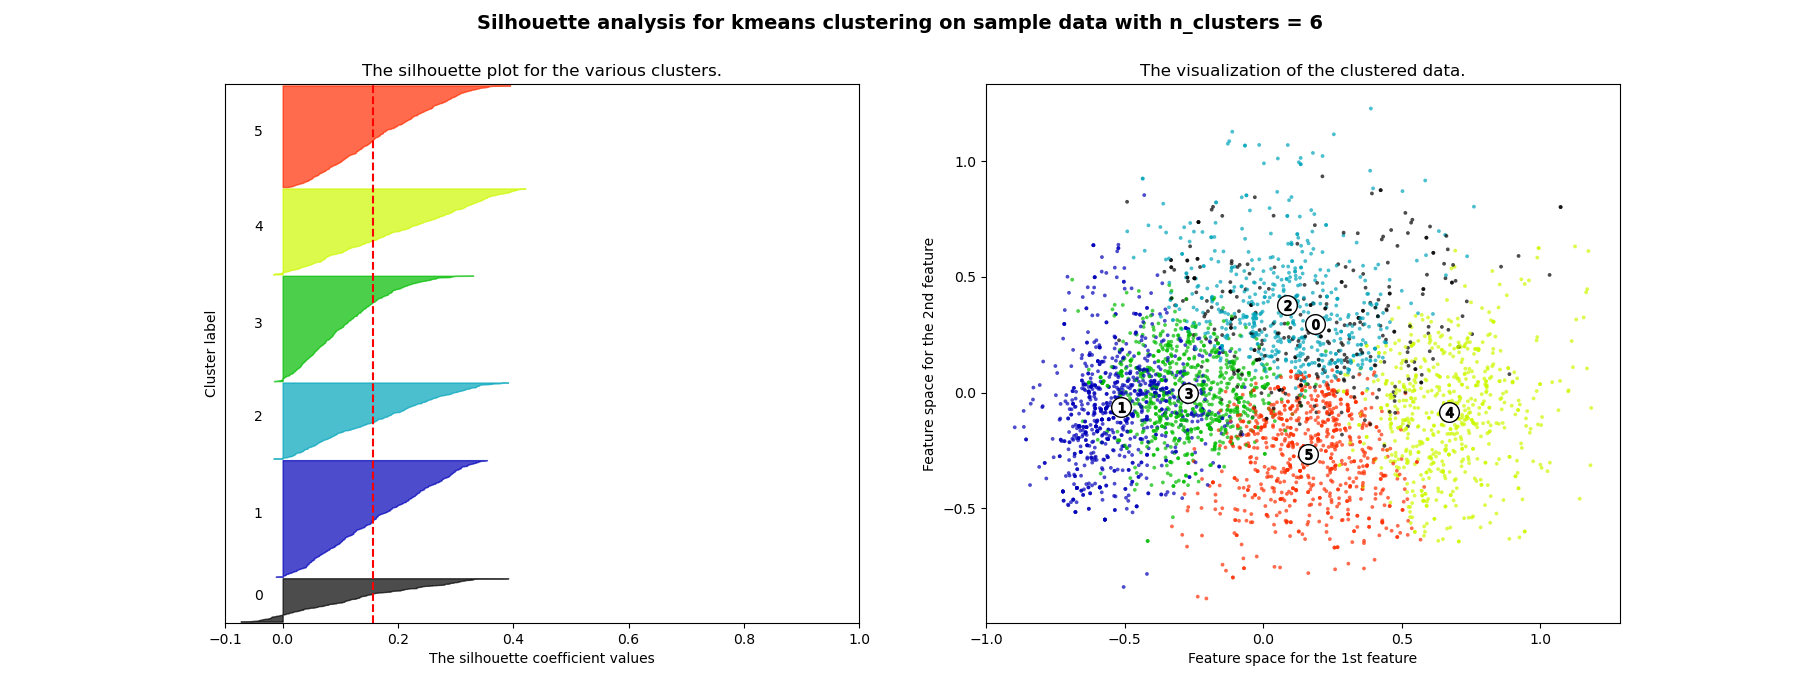 Silhouette analysis for kmeans clustering on sample data with n_clusters = 6
The silhouette plot for the various clusters.
Cluster label
5
4
3
2
1
0
−0.1 0.0 0.2 0.4 0.6 0.8 1.0
The silhouette coefficient values
The visualization of the clustered data.
Feature space for the 2nd feature
1.0
0.5
0.0
−0.5
2
0
3
1
4
5
−1.0 −0.5 0.0 0.5 1.0
Feature space for the 1st feature